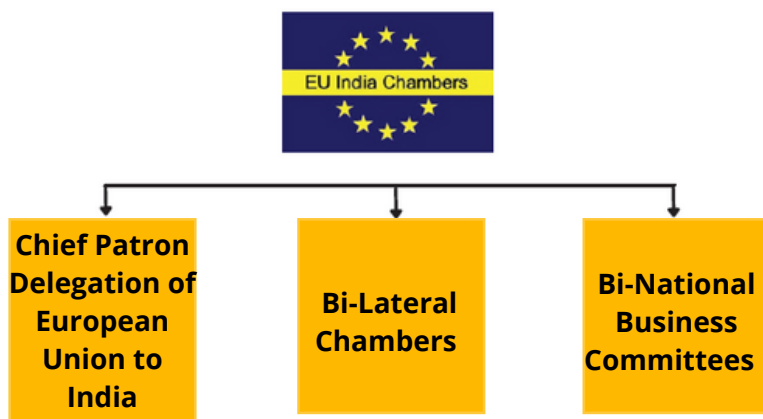 EU India Chambers
Chief Patron
Delegation of
European
Union to
India
Bi-Lateral
Chambers
Bi-National
Business
Committees